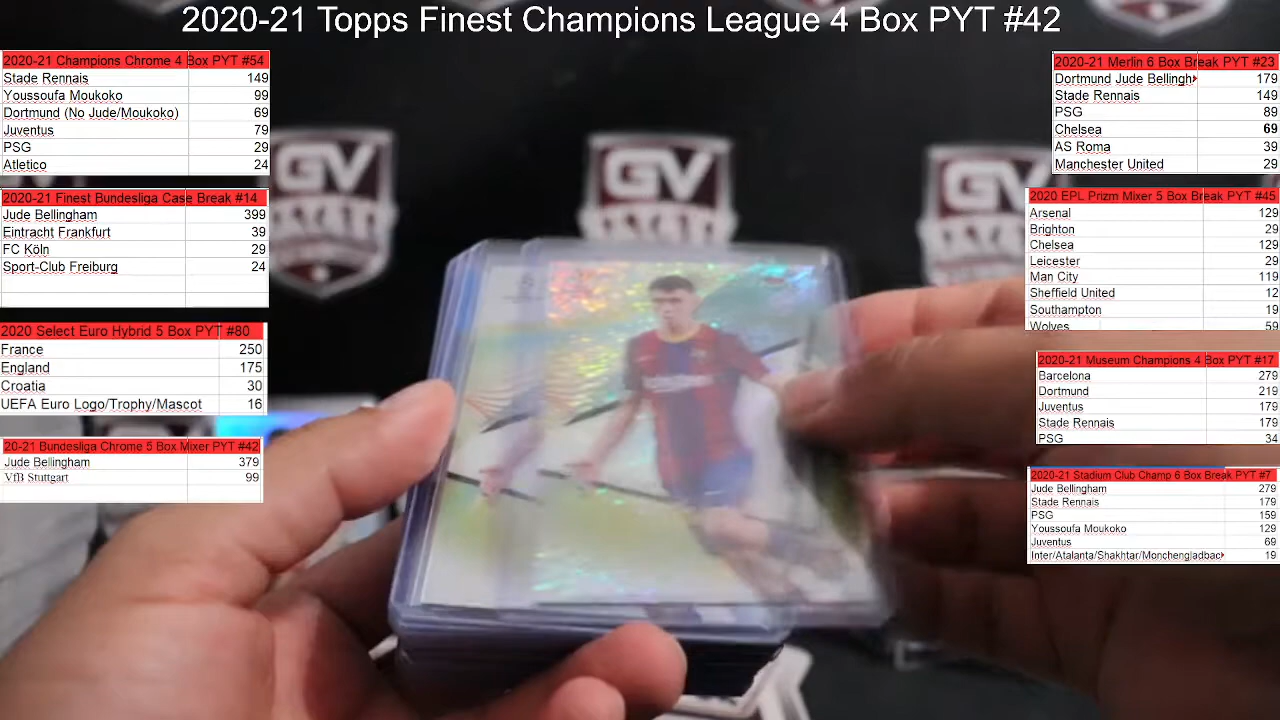 2020-21 Topps Finest Champions League 4 Box PYT #42
2020-21 Champions Chrome 4 Box PYT #54
Stade Rennais 149
Youssoufa Moukoko 99
Dortmund (No Jude/Moukoko) 69
Juventus 79
PSG 29
Atletico 24
2020-21 Finest Bundesliga Case Break #14
Jude Bellingham 399
Eintracht Frankfurt 39
FC Köln 29
Sport-Club Freiburg 24
2020 Select Euro Hybrid 5 Box PYT #80
France 250
England 175
Croatia 30
UEFA Euro Logo/Trophy/Mascot 16
20-21 Bundesliga Chrome 5 Box Mixer PYT #42
Jude Bellingham 379
VfB Stuttgart 99
2020-21 Merlin 6 Box Break PYT #23
Dortmund Jude Bellingh
179
Stade Rennais 149
PSG 89
Chelsea 69
AS Roma 39
Manchester United 29
2020 EPL Prizm Mixer 5 Box Break PYT #45
Arsenal 129
Brighton 29
Chelsea 129
Leicester 29
Man City 119
Sheffield United 12
Southampton 19
Wolves 59
2020-21 Museum Champions 4 Box PYT #17
Barcelona 279
Dortmund 219
Juventus 179
Stade Rennais 179
PSG 34
2020-21 Stadium Club Champ 6 Box Break PYT #7
Jude Bellingham 279
Stade Rennais 179
PSG 159
Youssoufa Moukoko 129
Juventus 69
Inter/Atalanta/Shakhtar/Monchengladbac 19
GV
GV
GV